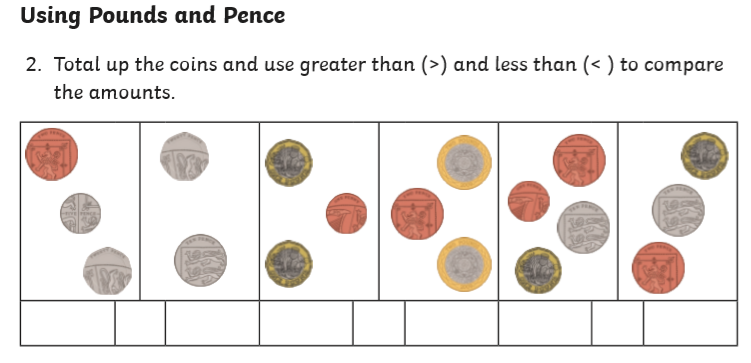 Using Pounds and Pence
2. Total up the coins and use greater than (>) and less than (< ) to compare
the amounts.